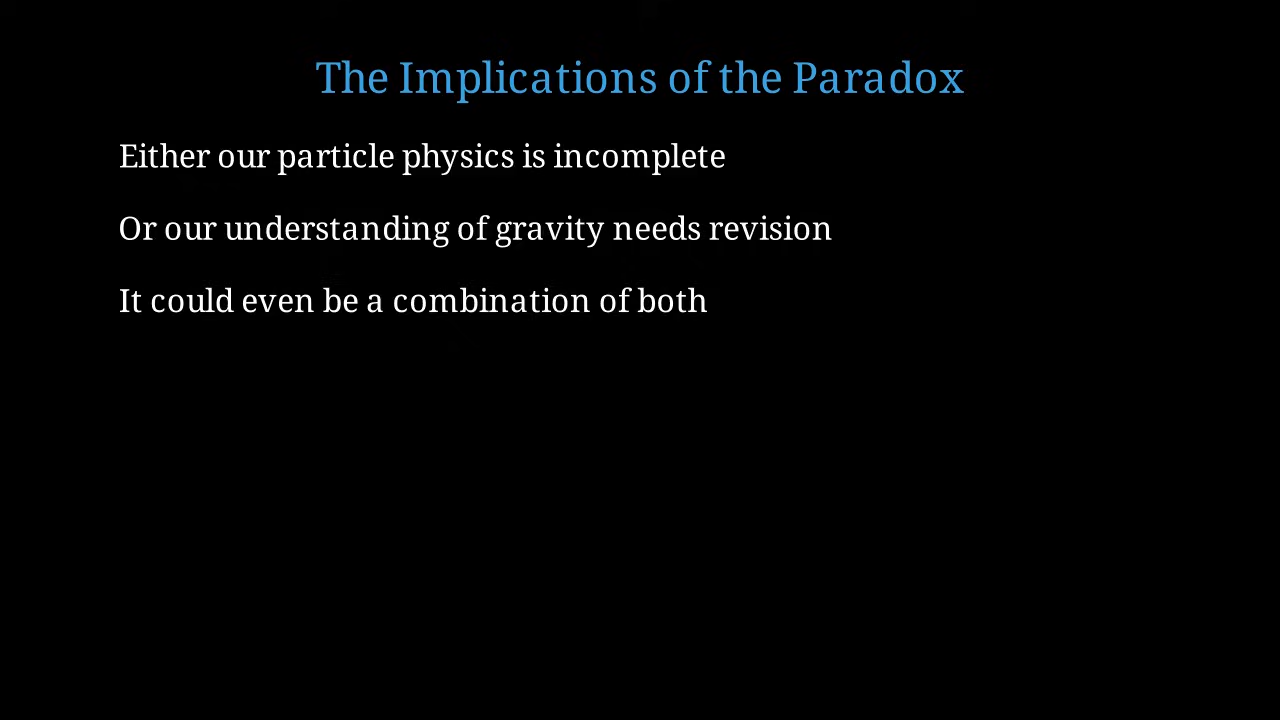 The Implications of the Paradox
Either our particle physics is incomplete
Or our understanding of gravity needs revision
It could even be a combination of both